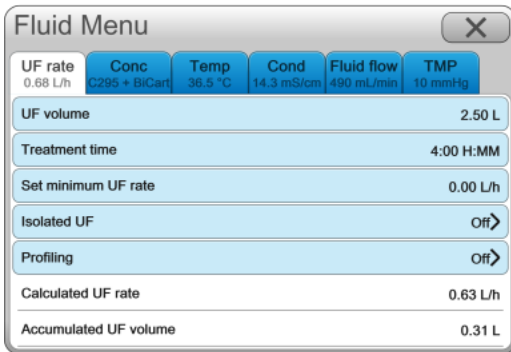 Fluid Menu
UF rate Conc Temp Cond Fluid flow TMP
0.68 L/h C295 + BiCart 36.5 °C 14.3 mS/cm 490 mL/min 10 mmHg
UF volume 2.50 L
Treatment time 4:00 H:MM
Set minimum UF rate 0.00 L/h
Isolated UF Off
Profiling Off
Calculated UF rate 0.63 L/h
Accumulated UF volume 0.31 L